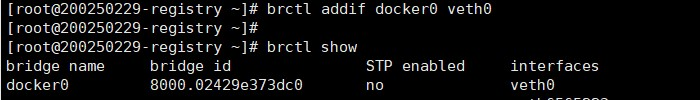 [root@200250229-registry ~]# brctl addif docker0 veth0
[root@200250229-registry ~]#
[root@200250229-registry ~]# brctl show
bridge name bridge id STP enabled interfaces
docker0 8000.02429e373dc0 no veth0